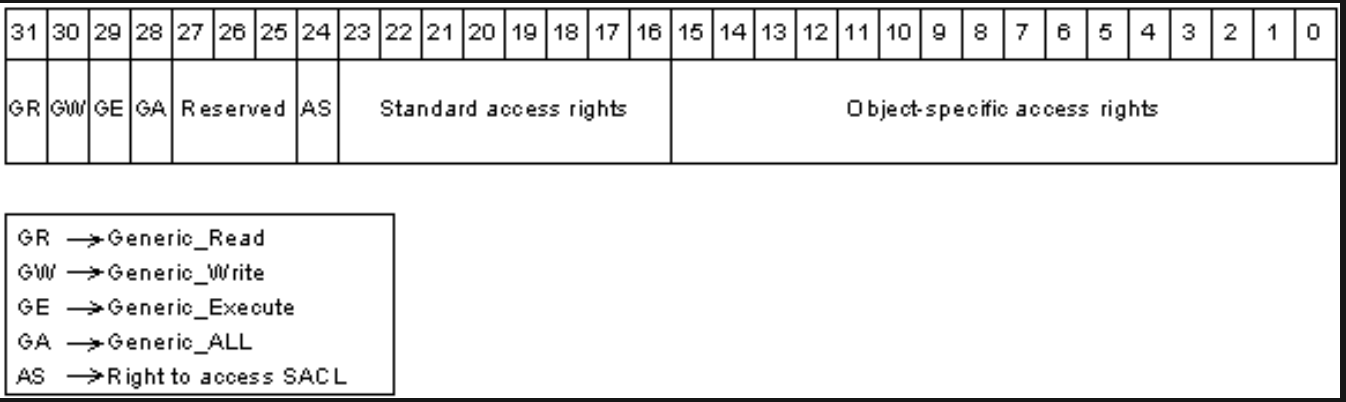 31 30 29 28 27 26 25 24 23 22 21 20 19 18 17 16 15 14 13 12 11 10 9 8 7 6 5 4 3 2 1 0
GR GW GE GA Reserved AS Standard access rights Object-specific access rights
GR → Generic_Read
GW → Generic_Write
GE → Generic_Execute
GA → Generic_ALL
AS → Right to access SACL